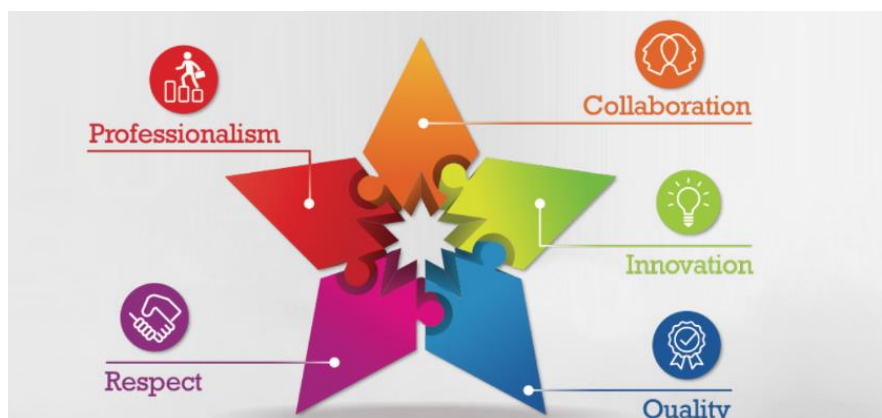 Professionalism
Collaboration
Innovation
Respect
Quality